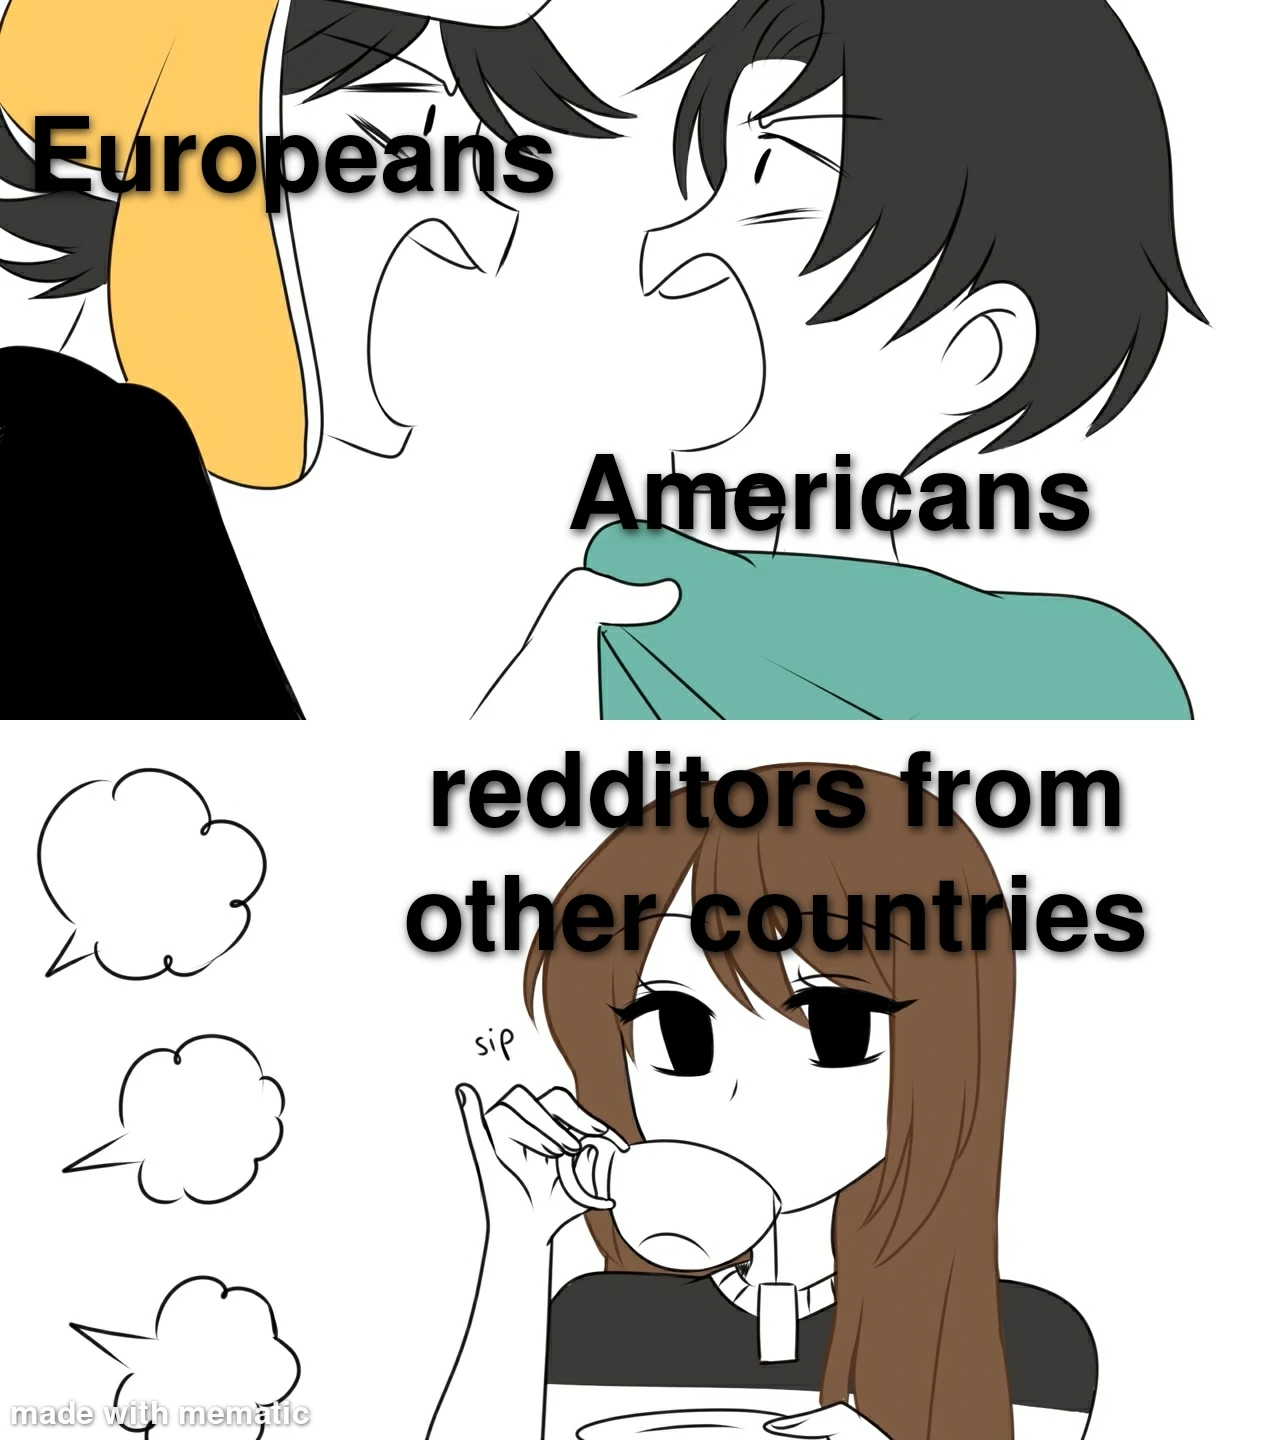 Europeans
Americans
redditors from
other countries
sip
made with mematic